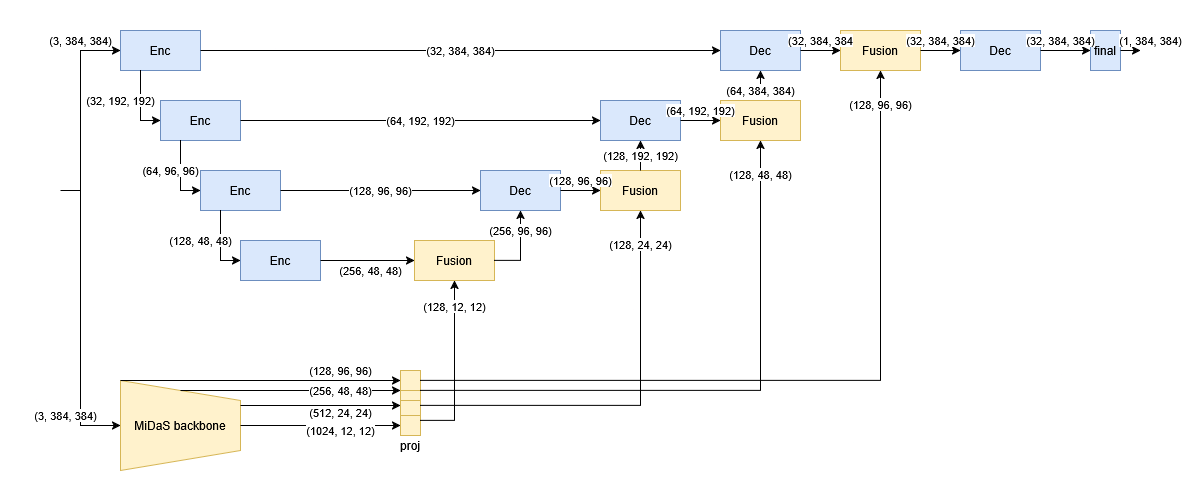 (3, 384, 384)
Enc
(32, 384, 384)
Dec
(32, 384, 384
Fusion
(32, 384, 384)
Dec
(32, 384, 384)
final
(1, 384, 384)
(32, 192, 192)
(64, 384, 384)
(128, 96, 96)
Enc
(64, 192, 192)
Dec
(64, 192, 192)
Fusion
(64, 96, 96)
(128, 192, 192)
(128, 48, 48)
Enc
(128, 96, 96)
Dec
(128, 96, 96)
Fusion
(128, 48, 48)
(256, 96, 96)
(128, 24, 24)
Enc
(256, 48, 48)
Fusion
(128, 12, 12)
(128, 96, 96)
(256, 48, 48)
(512, 24, 24)
(3, 384, 384)
MiDaS backbone
(1024, 12, 12)
proj